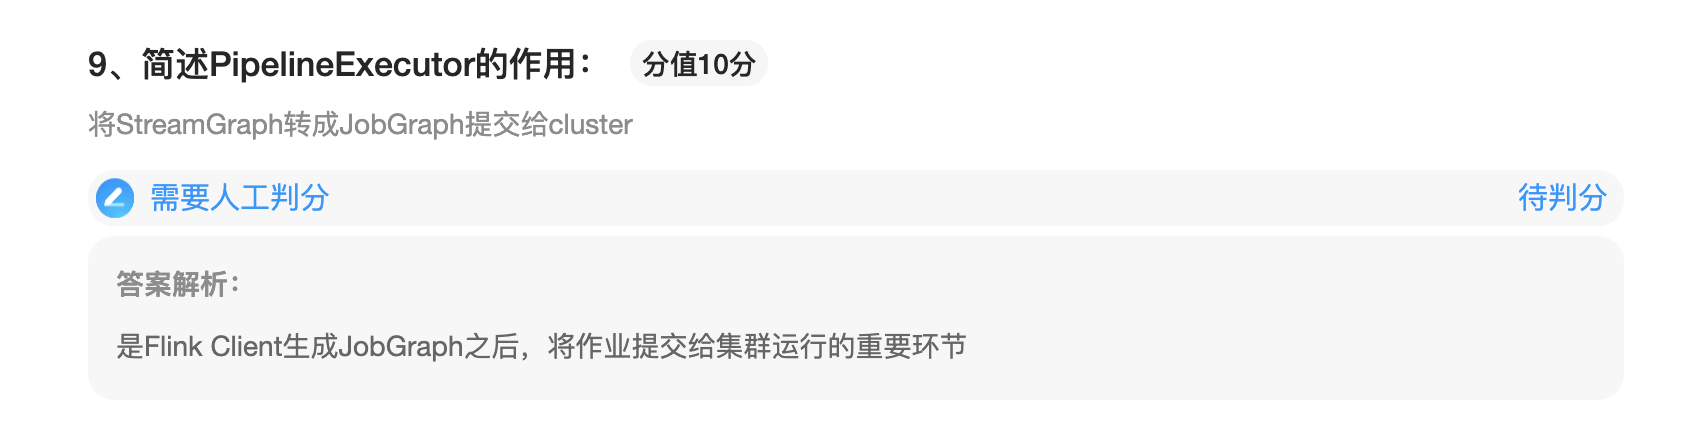 9、简述PipelineExecutor的作用： 分值10分
将StreamGraph转成JobGraph提交给cluster
需要人工判分 待判分
答案解析：
是Flink Client生成JobGraph之后，将作业提交给集群运行的重要环节